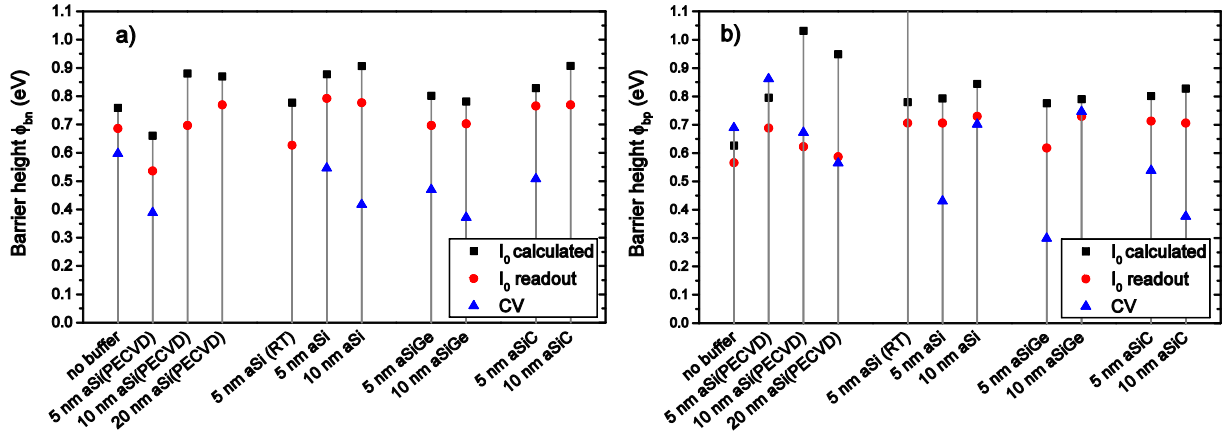 a)
Barrier height ϕbn (eV)
1.1
1.0
0.9
0.8
0.7
0.6
0.5
0.4
0.3
0.2
0.1
0.0
I0 calculated
I0 readout
CV
no buffer
5 nm aSi(PECVD)
10 nm aSi(PECVD)
20 nm aSi(PECVD)
5 nm aSi (RT)
5 nm aSi
10 nm aSi
5 nm aSiGe
10 nm aSiGe
5 nm aSiC
10 nm aSiC
b)
Barrier height ϕbp (eV)
1.1
1.0
0.9
0.8
0.7
0.6
0.5
0.4
0.3
0.2
0.1
0.0
I0 calculated
I0 readout
CV
no buffer
5 nm aSi(PECVD)
10 nm aSi(PECVD)
20 nm aSi(PECVD)
5 nm aSi (RT)
5 nm aSi
10 nm aSi
5 nm aSiGe
10 nm aSiGe
5 nm aSiC
10 nm aSiC